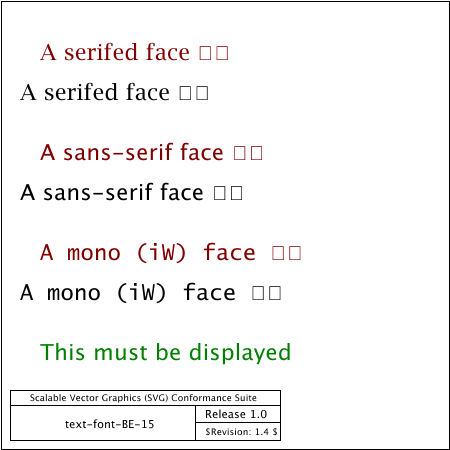 A serifed face □□
A serifed face □□
A sans-serif face □□
A sans-serif face □□
A mono (iW) face □□
A mono (iW) face □□
This must be displayed
Scalable Vector Graphics (SVG) Conformance Suite
text-font-BE-15
Release 1.0
$Revision: 1.4 $